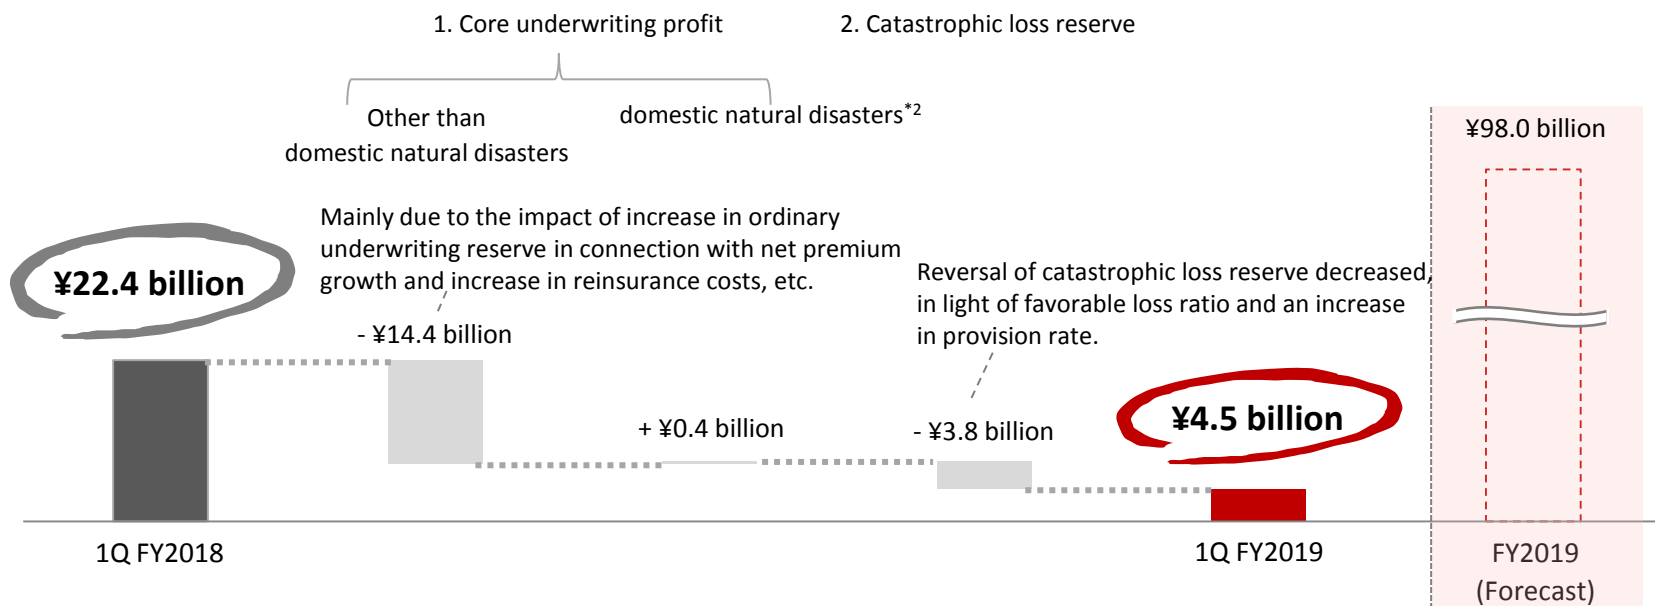 1. Core underwriting profit
2. Catastrophic loss reserve
Other than
domestic natural disasters
domestic natural disasters*2
¥98.0 billion
Mainly due to the impact of increase in ordinary
underwriting reserve in connection with net premium
growth and increase in reinsurance costs, etc.
¥22.4 billion
Reversal of catastrophic loss reserve decreased,
in light of favorable loss ratio and an increase
in provision rate.
- ¥14.4 billion
+ ¥0.4 billion
- ¥3.8 billion
¥4.5 billion
1Q FY2018
1Q FY2019
FY2019
(Forecast)